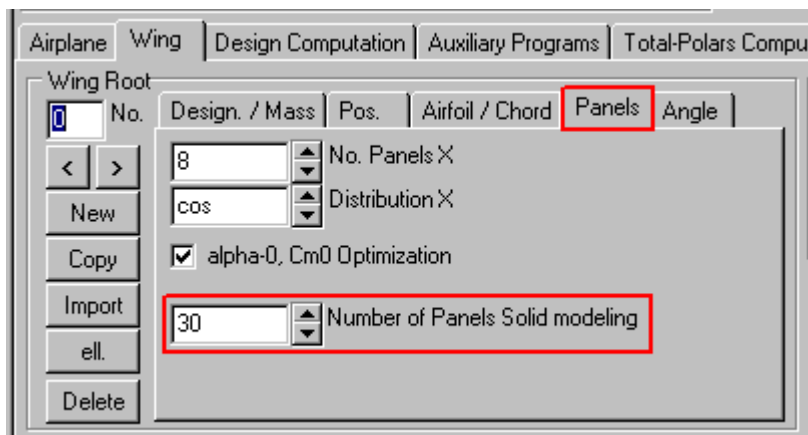 Airplane Wing Design Computation Auxiliary Programs Total-Polars Compu
Wing Root
0 No. Design. / Mass Pos. Airfoil / Chord Panels Angle
< > 8 No. Panels X
New cos Distribution X
Copy alpha-0, Cm0 Optimization
Import 30 Number of Panels Solid modeling
ell.
Delete